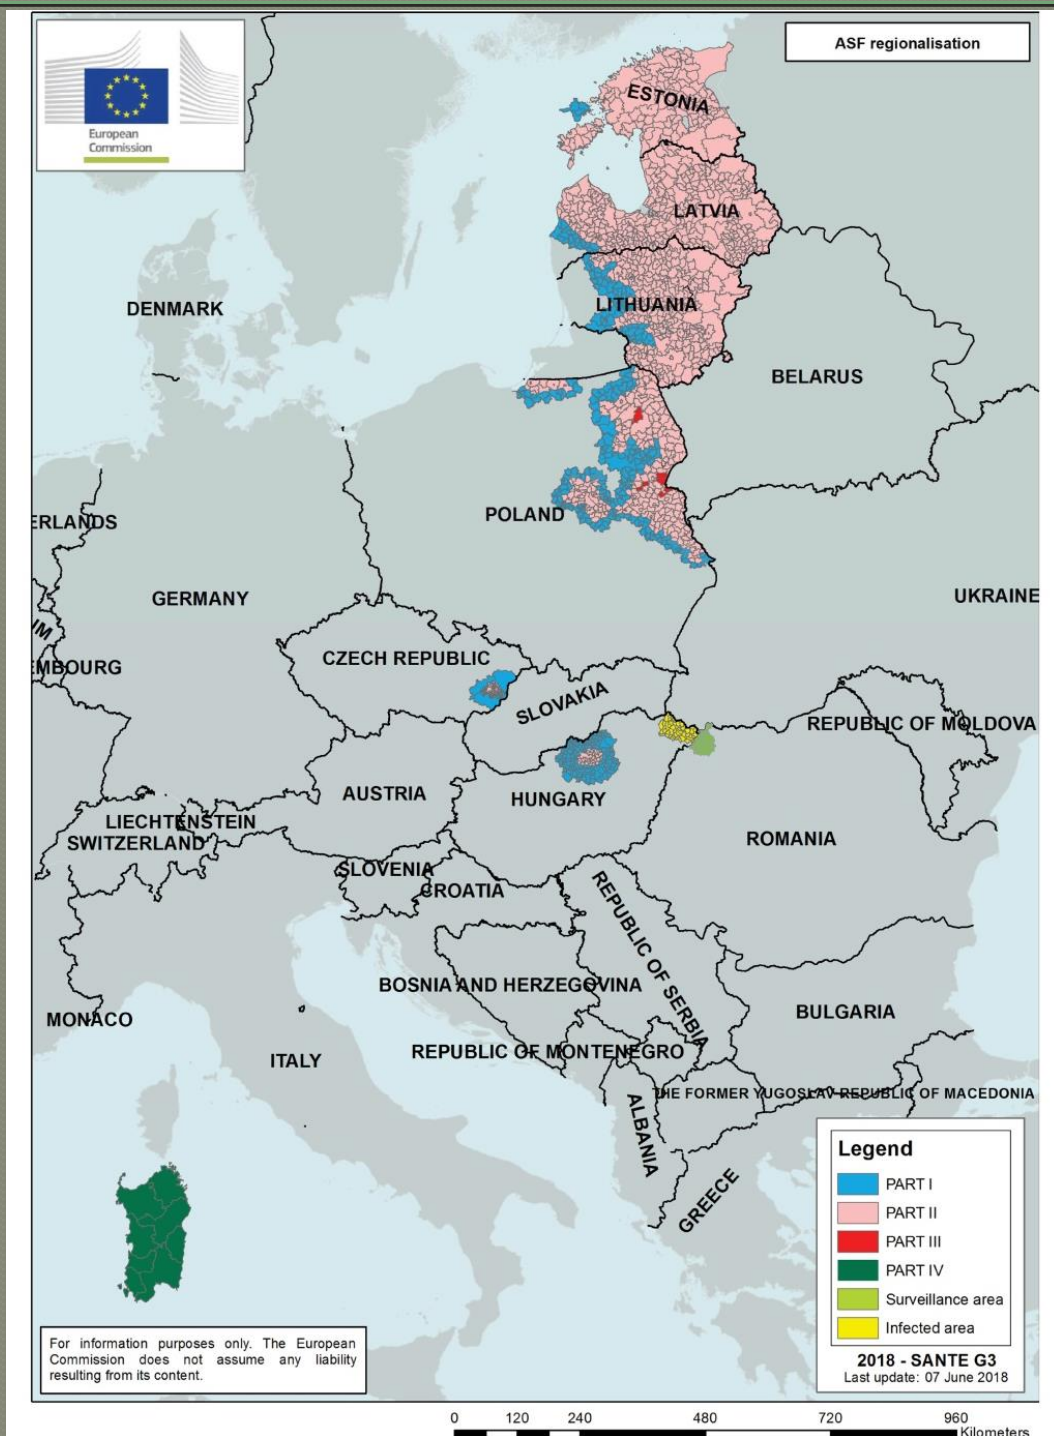 European
Commission
ASF regionalisation
ESTONIA
LATVIA
LITHUANIA
DENMARK
BELARUS
ERLANDS
POLAND
GERMANY
UKRAINE
IM
EMBOURG
CZECH REPUBLIC
SLOVAKIA
REPUBLIC OF MOLDOVA
AUSTRIA
HUNGARY
LIECHTENSTEIN
SWITZERLAND
ROMANIA
SLOVENIA
CROATIA
REPUBLIC OF SERBIA
BOSNIA AND HERZEGOVINA
BULGARIA
MONACO
ITALY
REPUBLIC OF MONTENEGRO
THE FORMER YUGOSLAV REPUBLIC OF MACEDONIA
ALBANIA
GREECE
Legend
PART I
PART II
PART III
PART IV
Surveillance area
Infected area
2018 - SANTE G3
Last update: 07 June 2018
For information purposes only. The European
Commission does not assume any liability
resulting from its content.
0 120 240 480 720 960
Kilometers